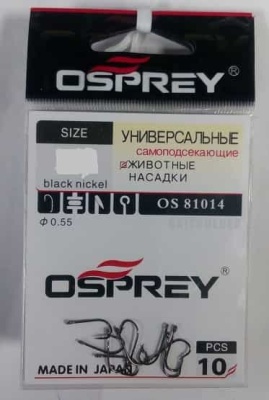 OSPREY®
SIZE
black nickel
УНИВЕРСАЛЬНЫЕ
самоподсекающие
ЖИВОТНЫЕ
НАСАДКИ
OS 81014
Ф 0.55
OSPREY®
MADE IN JAPAN
PCS
10